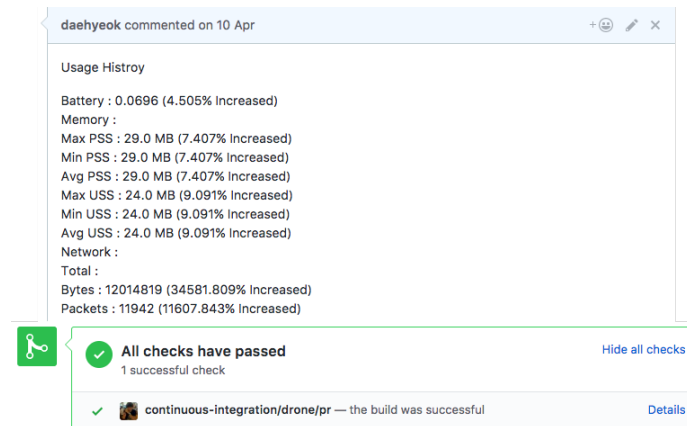 daehyeok commented on 10 Apr
Usage Histroy
Battery : 0.0696 (4.505% Increased)
Memory :
Max PSS : 29.0 MB (7.407% Increased)
Min PSS : 29.0 MB (7.407% Increased)
Avg PSS : 29.0 MB (7.407% Increased)
Max USS : 24.0 MB (9.091% Increased)
Min USS : 24.0 MB (9.091% Increased)
Avg USS : 24.0 MB (9.091% Increased)
Network :
Total :
Bytes : 12014819 (34581.809% Increased)
Packets : 11942 (11607.843% Increased)
All checks have passed Hide all checks
1 successful check
continuous-integration/drone/pr — the build was successful Details